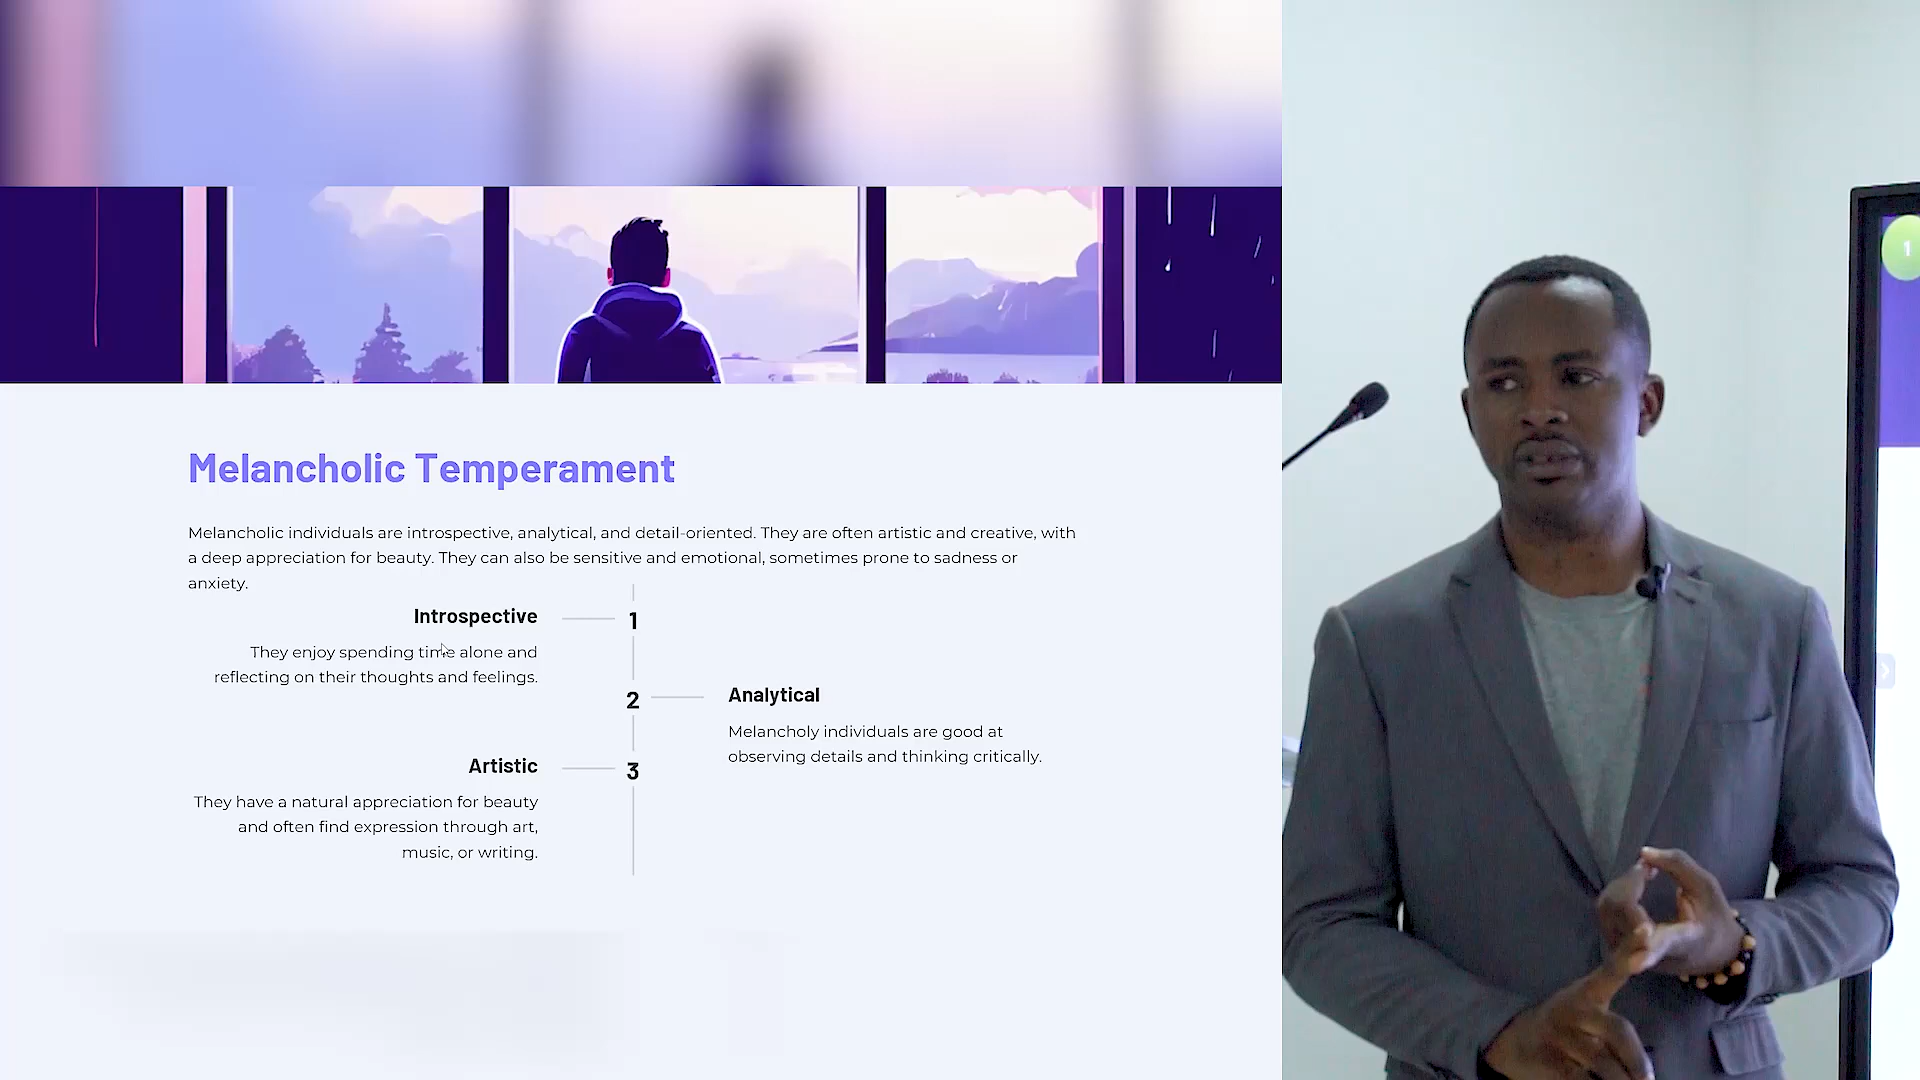 Melancholic Temperament
Melancholic individuals are introspective, analytical, and detail-oriented. They are often artistic and creative, with
a deep appreciation for beauty. They can also be sensitive and emotional, sometimes prone to sadness or
anxiety.
Introspective
1
They enjoy spending time alone and
reflecting on their thoughts and feelings.
2
Analytical
Melancholy individuals are good at
observing details and thinking critically.
Artistic
3
They have a natural appreciation for beauty
and often find expression through art,
music, or writing.
1